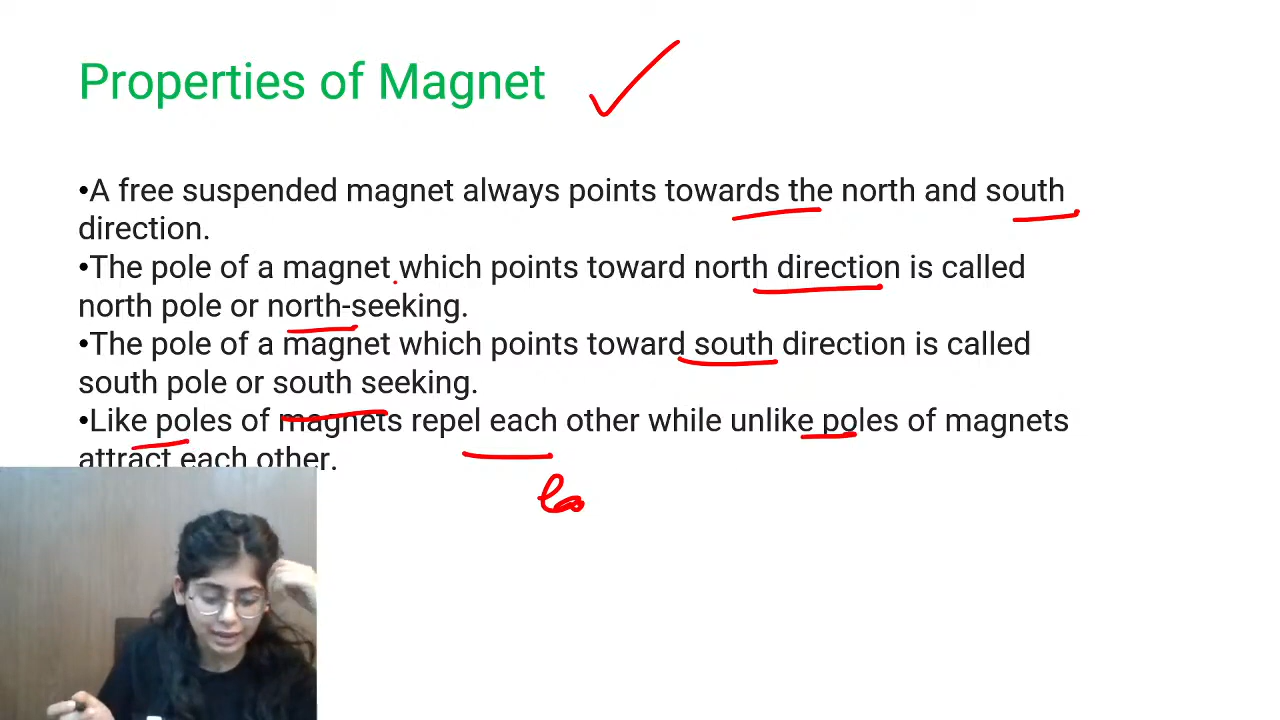 Properties of Magnet
•A free suspended magnet always points towards the north and south
direction.
•The pole of a magnet which points toward north direction is called
north pole or north-seeking.
•The pole of a magnet which points toward south direction is called
south pole or south seeking.
•Like poles of magnets repel each other while unlike poles of magnets
attract each other.